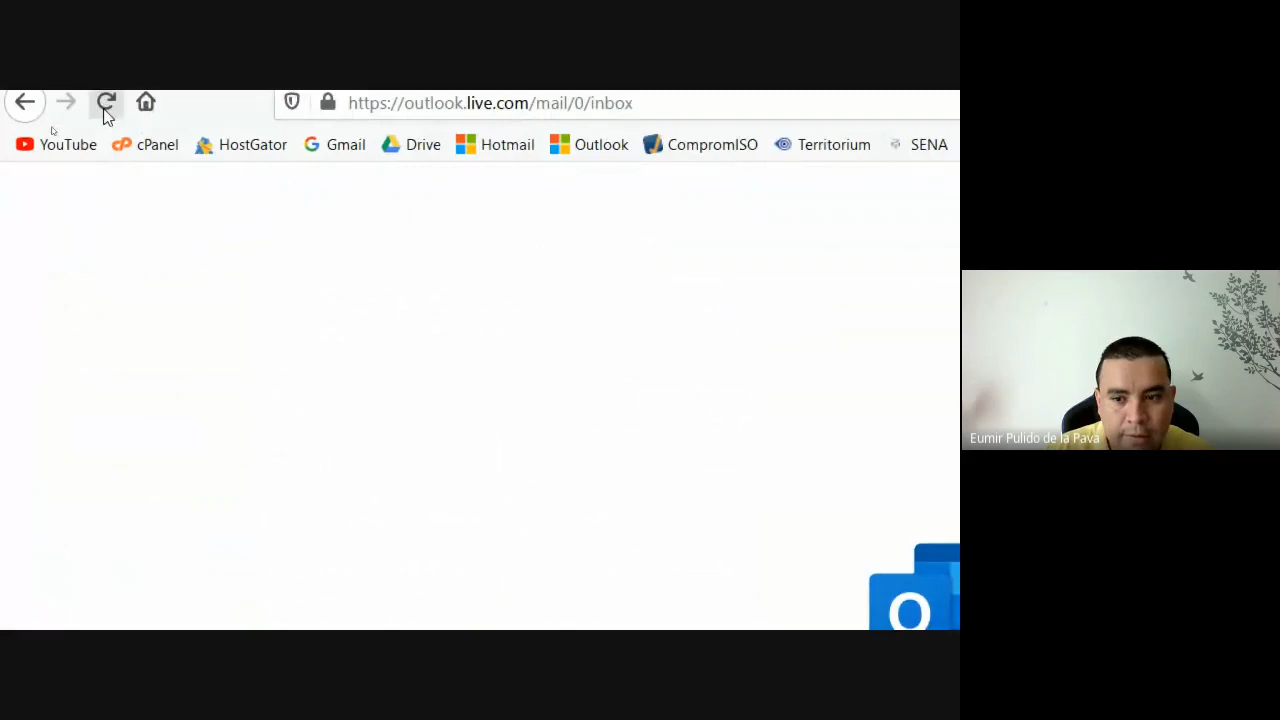 https://outlook.live.com/mail/0/inbox
YouTube cPanel HostGator Gmail Drive Hotmail Outlook CompromISO Territorium SENA
Eumir Pulido de la Pava
O